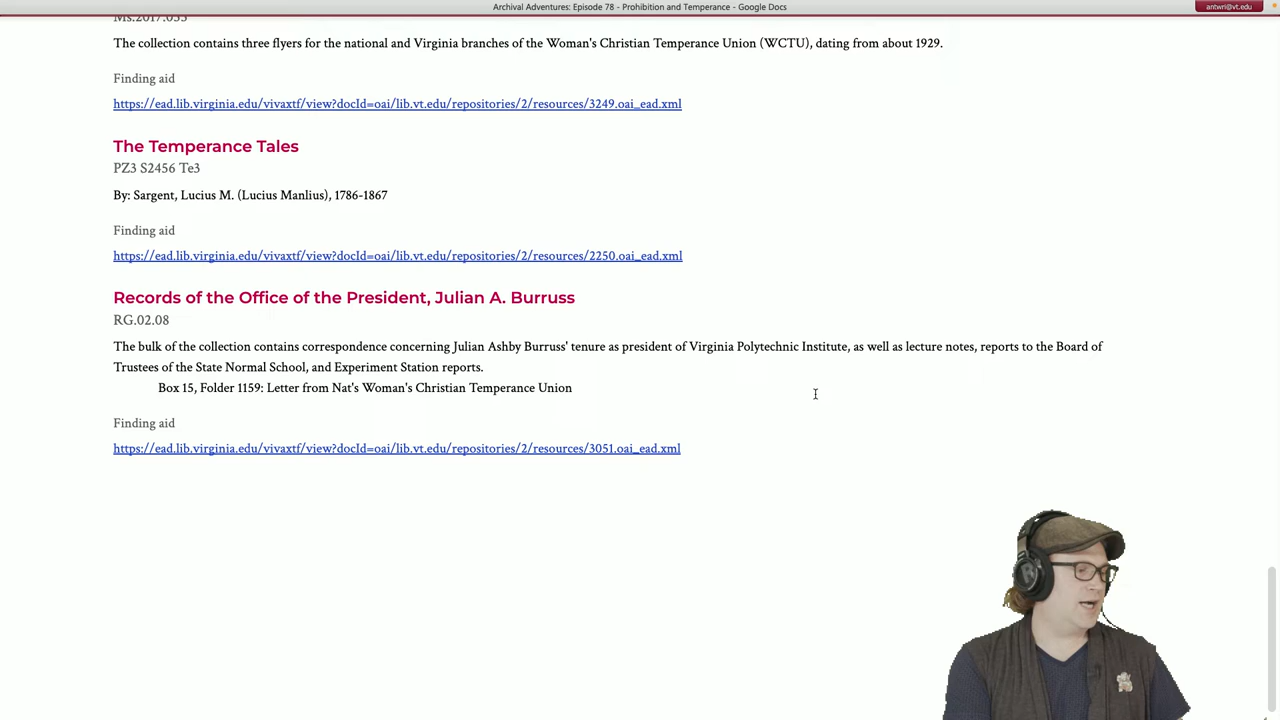 Archival Adventures: Episode 78 - Prohibition and Temperance - Google Docs
antwri@vt.edu
Ms.2017.035
The collection contains three flyers for the national and Virginia branches of the Woman's Christian Temperance Union (WCTU), dating from about 1929.
Finding aid
https://ead.lib.virginia.edu/vivaxtf/view?docId=oai/lib.vt.edu/repositories/2/resources/3249.oai_ead.xml
The Temperance Tales
PZ3 S2456 Te3
By: Sargent, Lucius M. (Lucius Manlius), 1786-1867
Finding aid
https://ead.lib.virginia.edu/vivaxtf/view?docId=oai/lib.vt.edu/repositories/2/resources/2250.oai_ead.xml
Records of the Office of the President, Julian A. Burruss
RG.02.08
The bulk of the collection contains correspondence concerning Julian Ashby Burruss' tenure as president of Virginia Polytechnic Institute, as well as lecture notes, reports to the Board of
Trustees of the State Normal School, and Experiment Station reports.
Box 15, Folder 1159: Letter from Nat's Woman's Christian Temperance Union
Finding aid
https://ead.lib.virginia.edu/vivaxtf/view?docId=oai/lib.vt.edu/repositories/2/resources/3051.oai_ead.xml